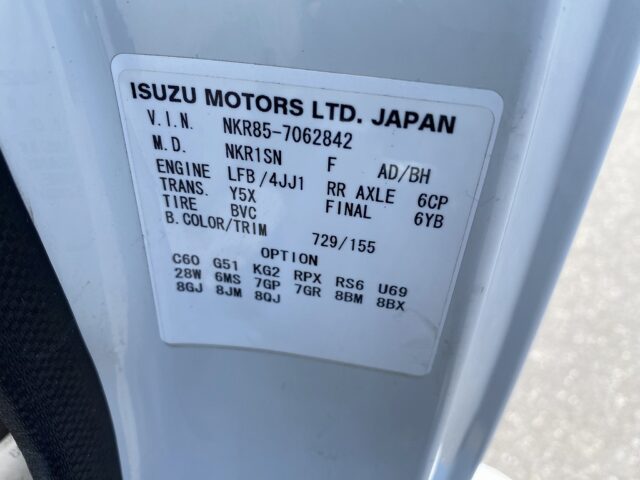 ISUZU MOTORS LTD. JAPAN
V.I.N. NKR85-7062842
M.D. NKR1SN F AD/BH
ENGINE LFB/4JJ1 RR AXLE 6CP
TRANS. Y5X FINAL 6YB
TIRE BVC
B.COLOR/TRIM 729/155
OPTION
C60 G51 KG2 RPX RS6 U69
28W 6MS 7GP 7GR 8BM 8BX
8GJ 8JM 8QJ